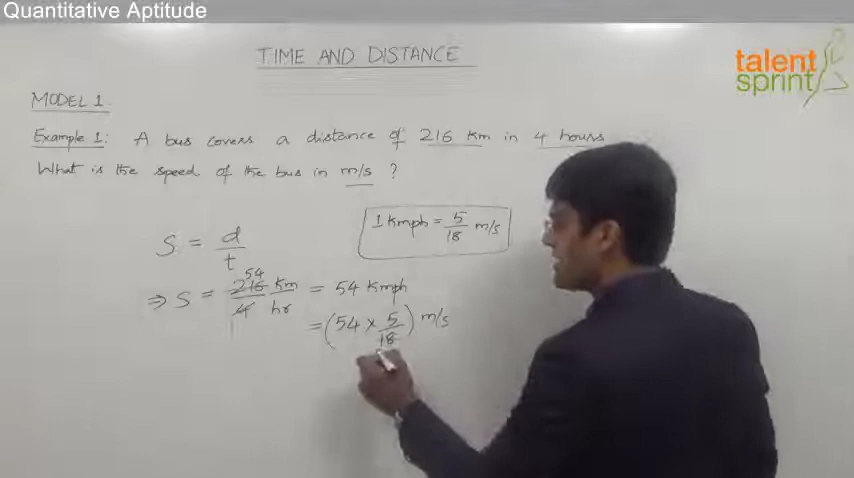 Quantitative Aptitude
TIME AND DISTANCE
talent
sprint
MODEL 1
Example 1: A bus covers a distance of 216 Km in 4 hours
What is the speed of the bus in m/s ?
1 Kmph = 5/18 m/s
S = d/t
54
⇒ S = 216/4 Km/hr = 54 Kmph
1
= (54 × 5/18) m/s